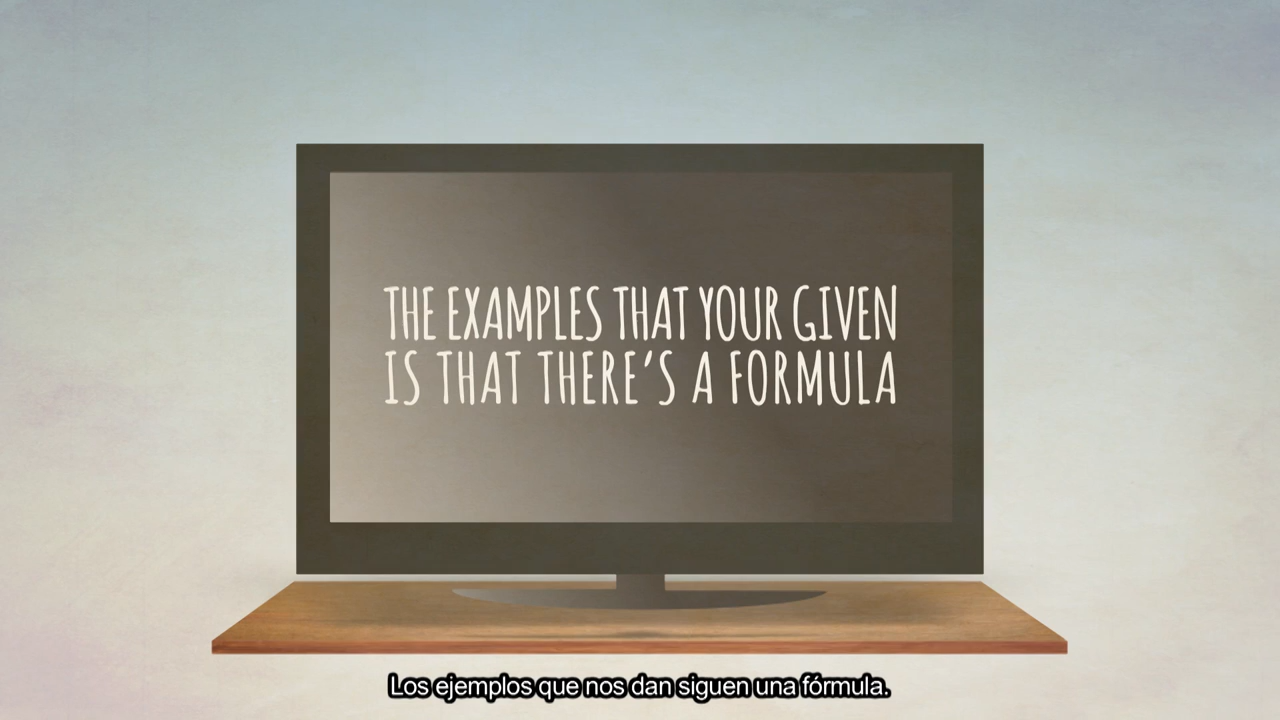 THE EXAMPLES THAT YOUR GIVEN
IS THAT THERE'S A FORMULA
Los ejemplos que nos dan siguen una fórmula.